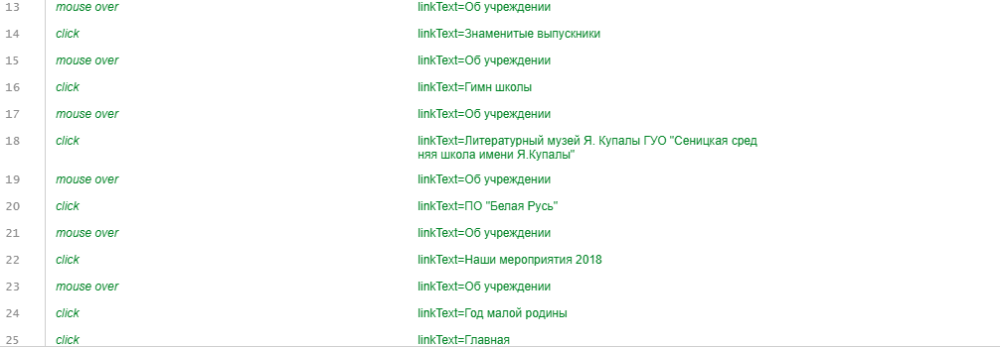 13 mouse over linkText=Об учреждении
14 click linkText=Знаменитые выпускники
15 mouse over linkText=Об учреждении
16 click linkText=Гимн школы
17 mouse over linkText=Об учреждении
18 click linkText=Литературный музей Я. Купалы ГУО "Сеницкая сред
няя школа имени Я.Купалы"
19 mouse over linkText=Об учреждении
20 click linkText=ПО "Белая Русь"
21 mouse over linkText=Об учреждении
22 click linkText=Наши мероприятия 2018
23 mouse over linkText=Об учреждении
24 click linkText=Год малой родины
25 click linkText=Главная